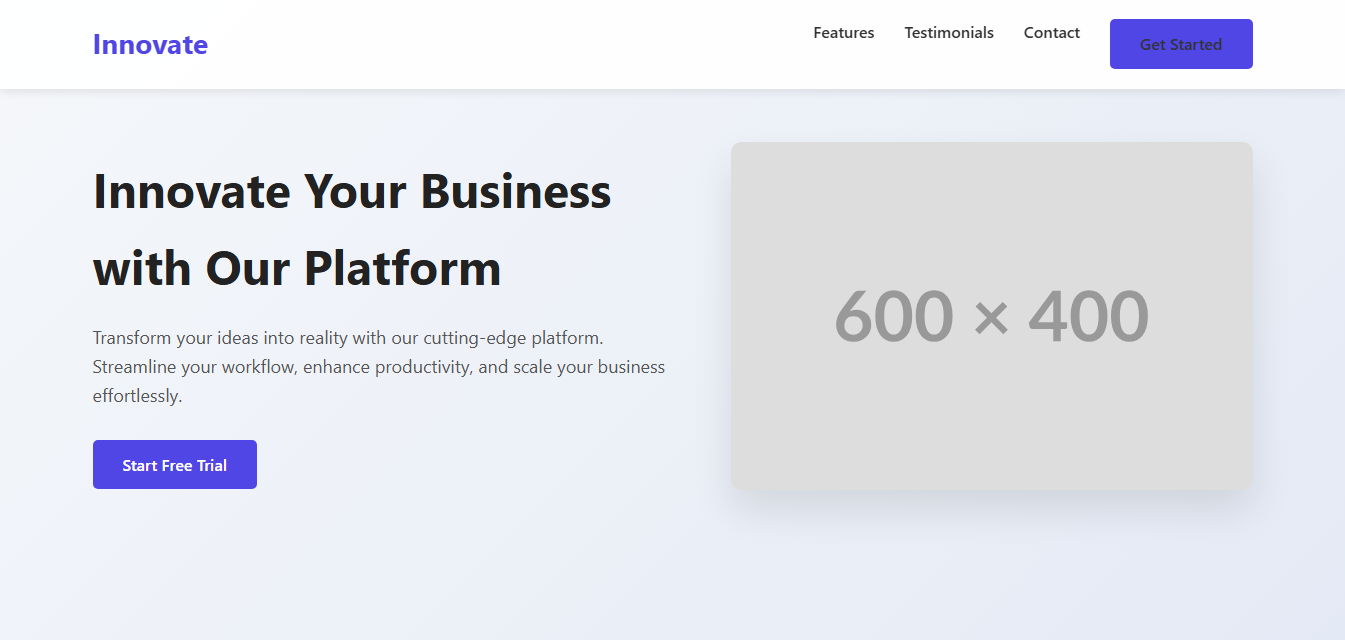 Innovate
Features
Testimonials
Contact
Get Started
Innovate Your Business
with Our Platform
Transform your ideas into reality with our cutting-edge platform.
Streamline your workflow, enhance productivity, and scale your business
effortlessly.
Start Free Trial
600 × 400